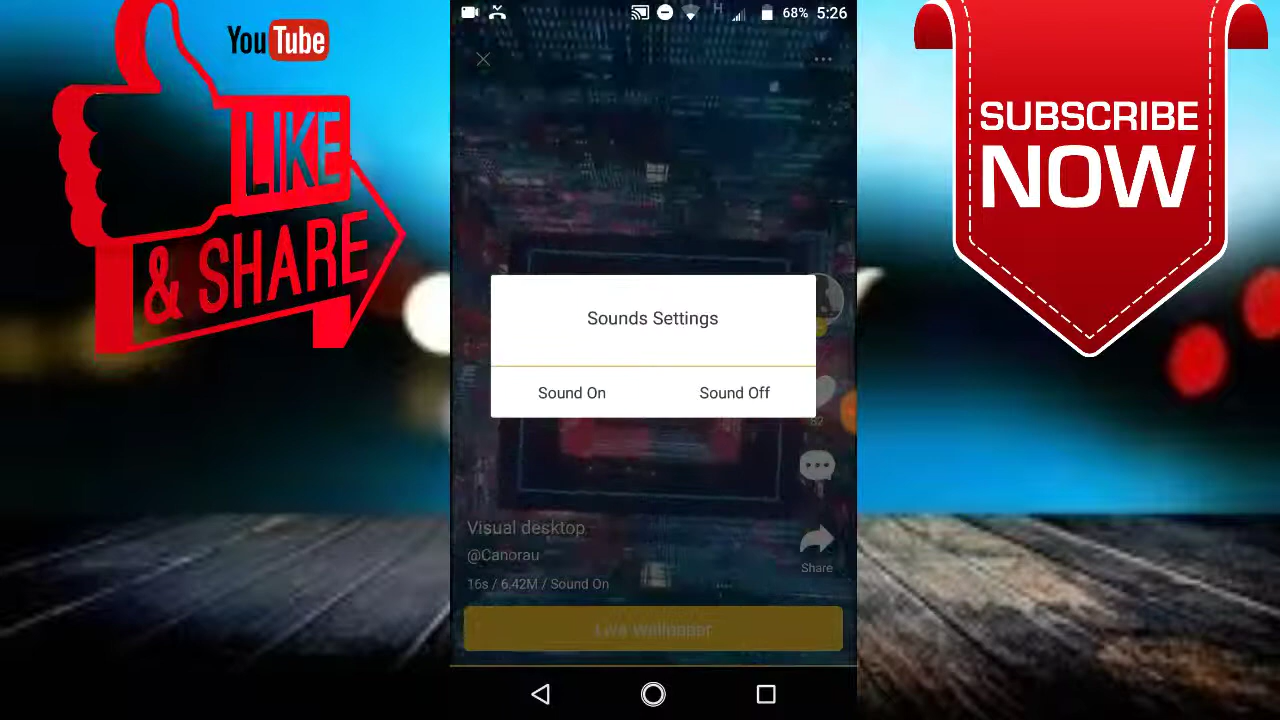 YouTube
LIKE
& SHARE
H
68% 5:26
Sounds Settings
Sound On
Sound Off
82
Visual desktop
@Canorau
16s / 6.42M / Sound On
Share
Live Wallpaper
SUBSCRIBE
NOW